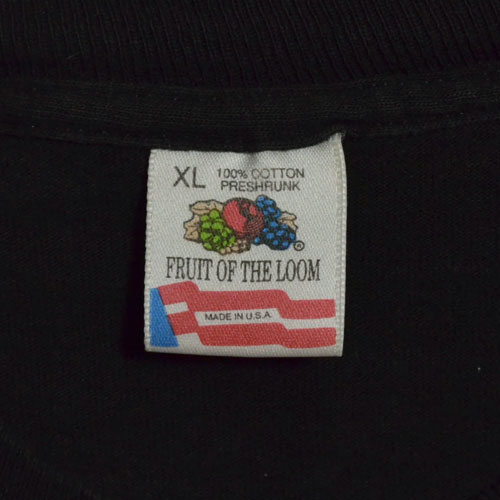 XL 100% COTTON
PRESHRUNK
®
FRUIT OF THE LOOM
MADE IN U.S.A.